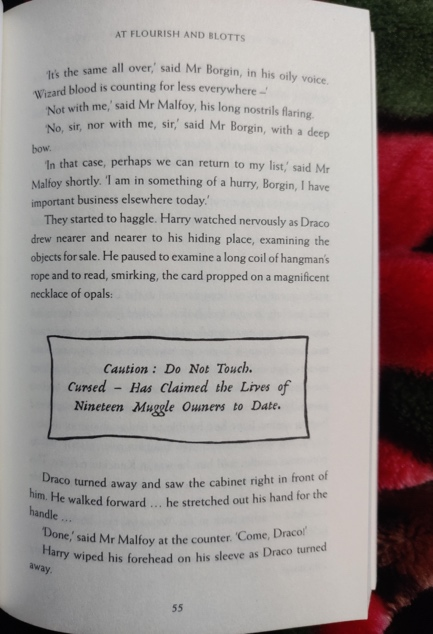 AT FLOURISH AND BLOTTS
'It's the same all over,' said Mr Borgin, in his oily voice.
'Wizard blood is counting for less everywhere –'
'Not with me,' said Mr Malfoy, his long nostrils flaring.
'No, sir, nor with me, sir,' said Mr Borgin, with a deep
bow.
'In that case, perhaps we can return to my list,' said Mr
Malfoy shortly. 'I am in something of a hurry, Borgin, I have
important business elsewhere today.'
They started to haggle. Harry watched nervously as Draco
drew nearer and nearer to his hiding place, examining the
objects for sale. He paused to examine a long coil of hangman's
rope and to read, smirking, the card propped on a magnificent
necklace of opals:
Caution : Do Not Touch.
Cursed – Has Claimed the Lives of
Nineteen Muggle Owners to Date.
Draco turned away and saw the cabinet right in front of
him. He walked forward ... he stretched out his hand for the
handle ...
'Done,' said Mr Malfoy at the counter. 'Come, Draco!'
Harry wiped his forehead on his sleeve as Draco turned
away.
55